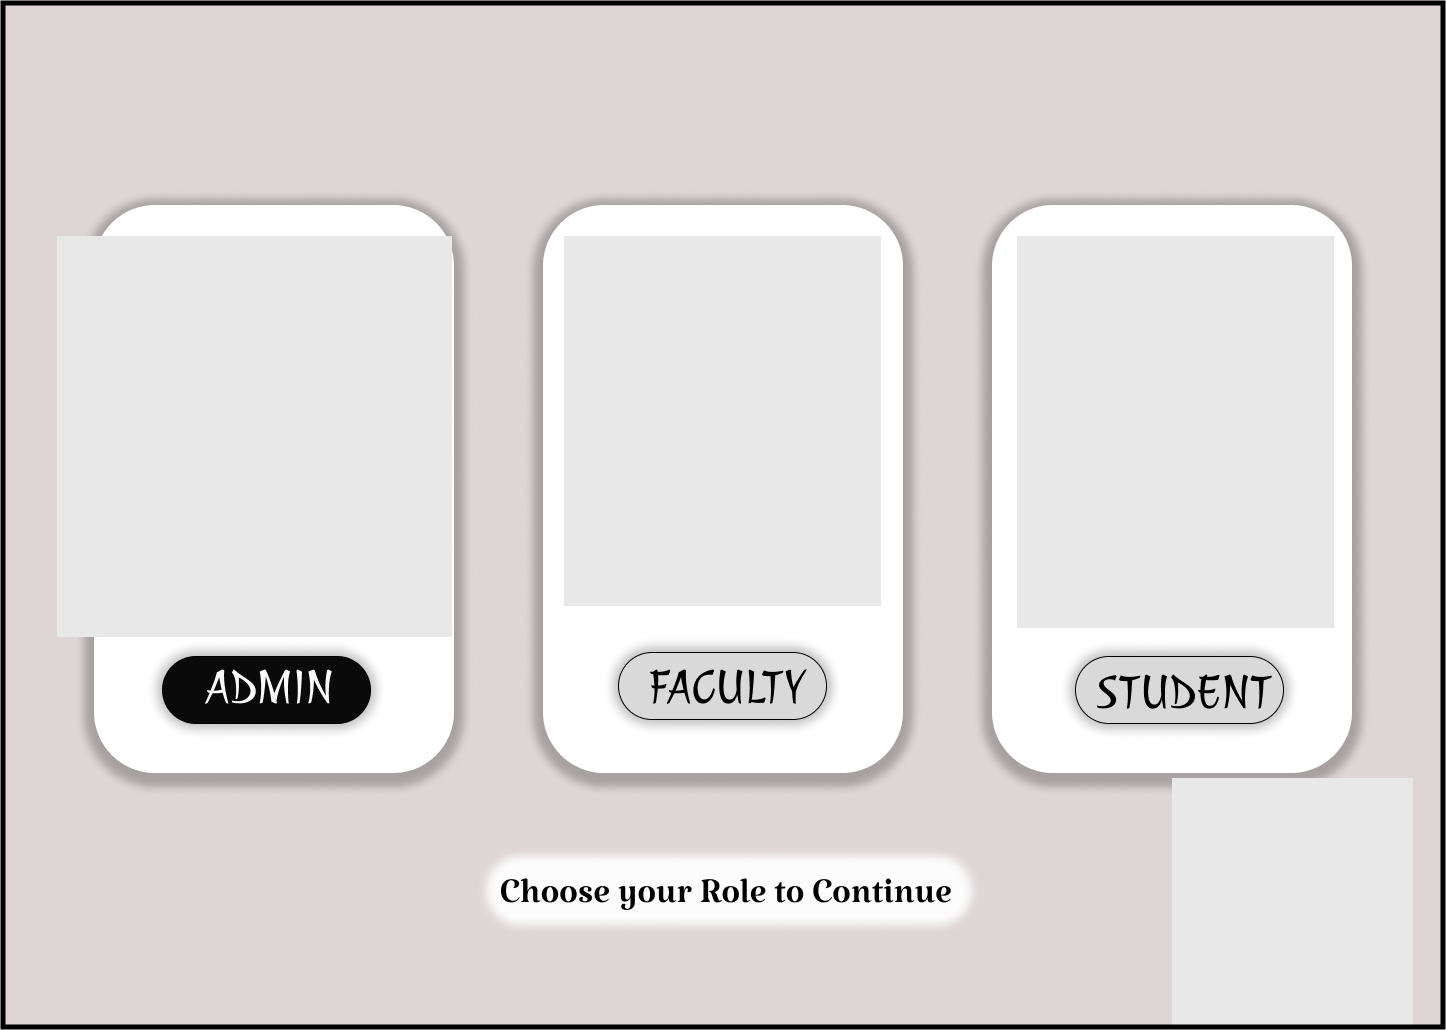 ADMIN
FACULTY
STUDENT
Choose your Role to Continue